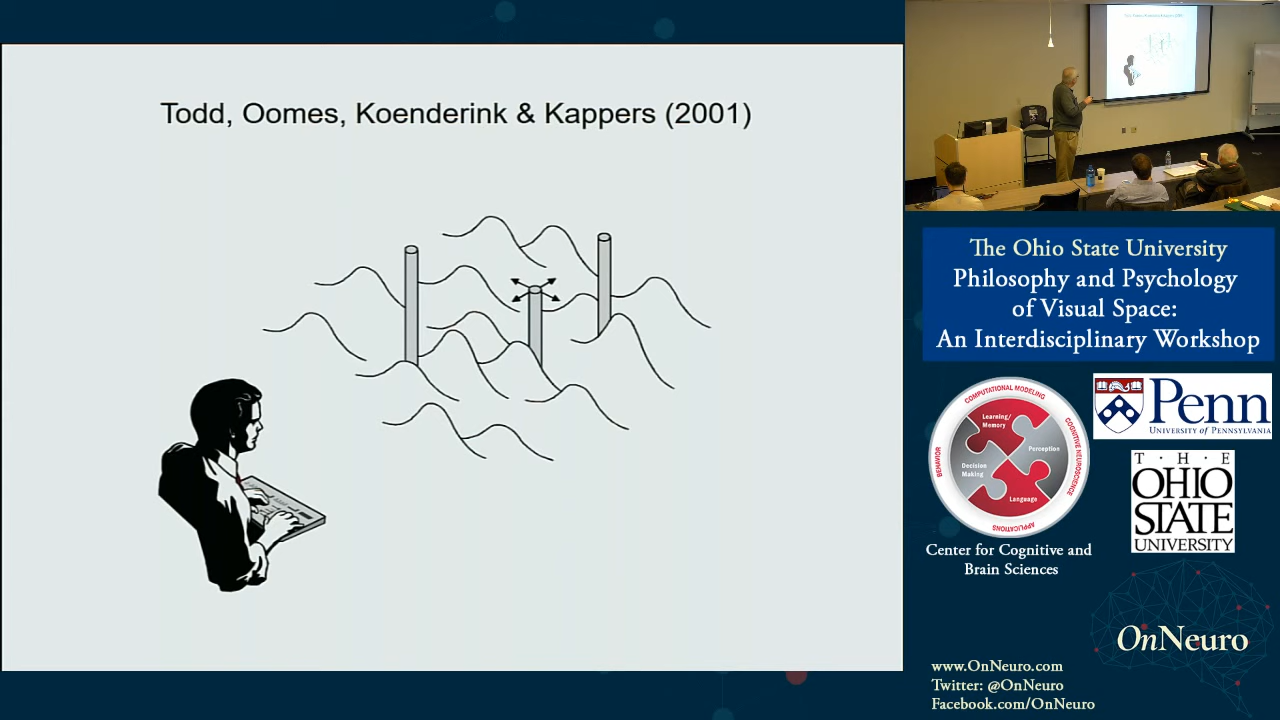 Todd, Oomes, Koenderink & Kappers (2001)
The Ohio State University
Philosophy and Psychology
of Visual Space:
An Interdisciplinary Workshop
COMPUTATIONAL MODELING
COGNITIVE NEUROSCIENCE
APPLICATIONS
BEHAVIOR
Learning/
Memory
Perception
Decision
Making
Language
Center for Cognitive and
Brain Sciences
Penn
UNIVERSITY OF PENNSYLVANIA
T · H · E
OHIO
STATE
UNIVERSITY
OnNeuro
www.OnNeuro.com
Twitter: @OnNeuro
Facebook.com/OnNeuro